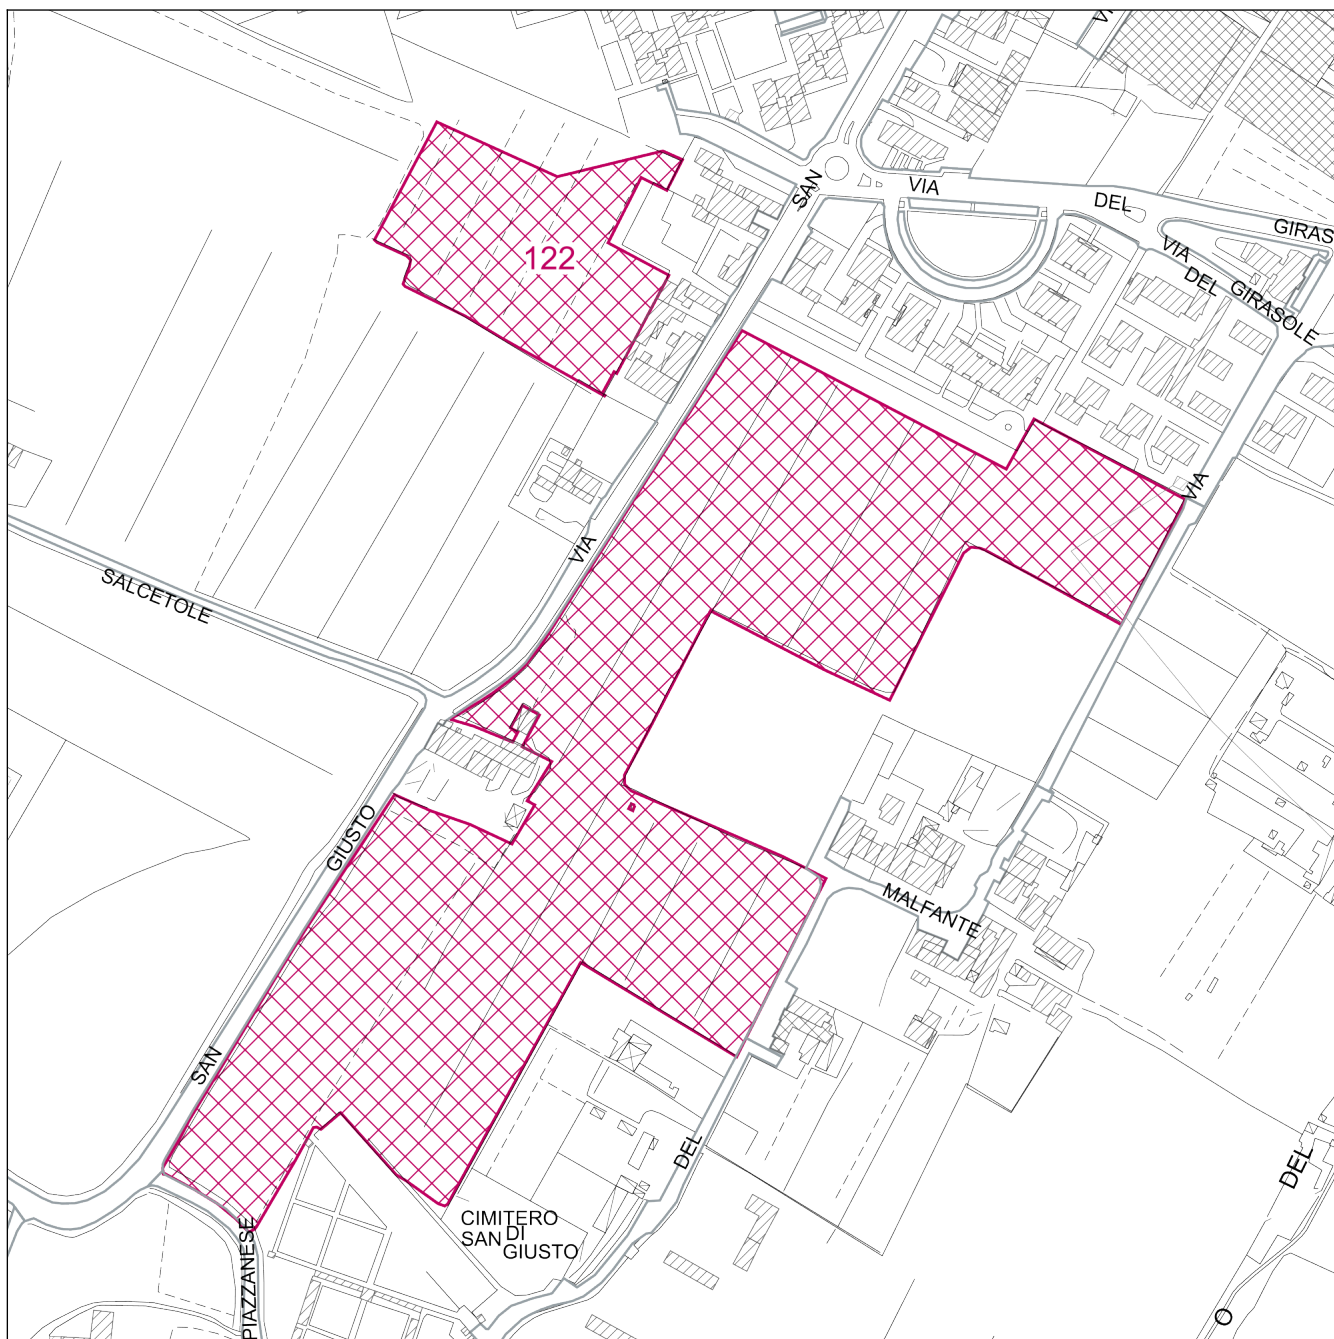 VI
SAN
VIA
DEL
GIRAS
122
VIA
DEL
GIRASOLE
VIA
VIA
SALCETOLE
GIUSTO
MALFANTE
SAN
DEL
DEL
CIMITERO
DI
SAN
GIUSTO
PIAZZANESE
O